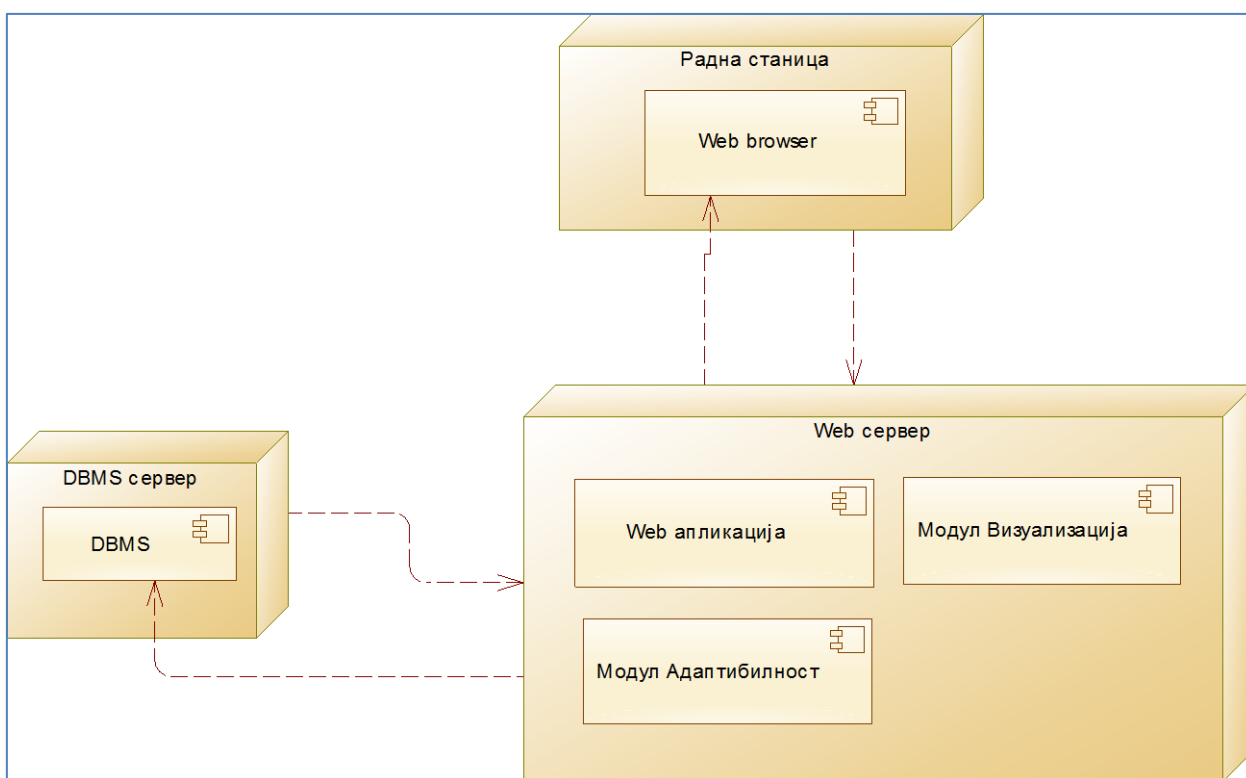 Радна станица
Web browser
Web сервер
DBMS сервер
DBMS
Web апликација
Модул Визуализација
Модул Адаптибилност